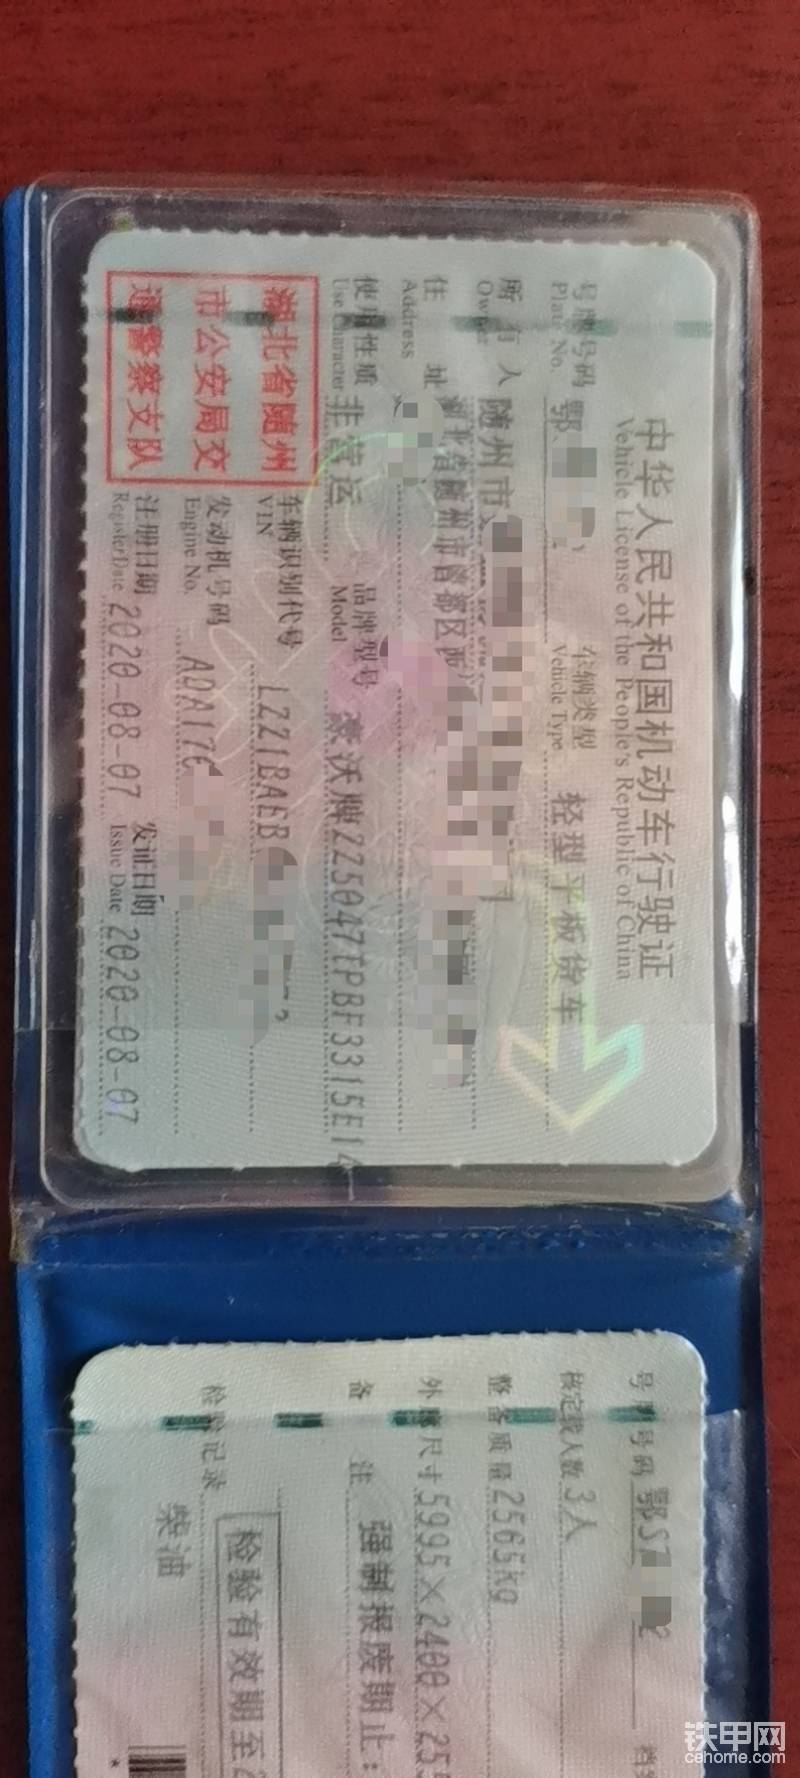 中华人民共和国机动车行驶证
Vehicle License of the People's Republic of China
号牌号码 鄂 车辆类型 轻型平板货车
Plate No. Vehicle Type
所有人 随州市
Owner
住址 湖北省随州市曾都区
Address
使用性质 非营运 品牌型号 豪沃牌ZZ5047TPBF3315E14
Use Character Model
湖北省随州
市公安局交
通警察支队
车辆识别代号 LZZ1BAGB
VIN
发动机号码 ADA17C
Engine No.
注册日期 2020-08-07 发证日期 2020-08-07
Register Date Issue Date
号牌号码 鄂S
核定载人数 3人
整备质量 2565kg
外廓尺寸 5995×2400×255
备注 强制报废期止:
检验有效期至2
检验记录
柴油
铁甲网
cehome.com